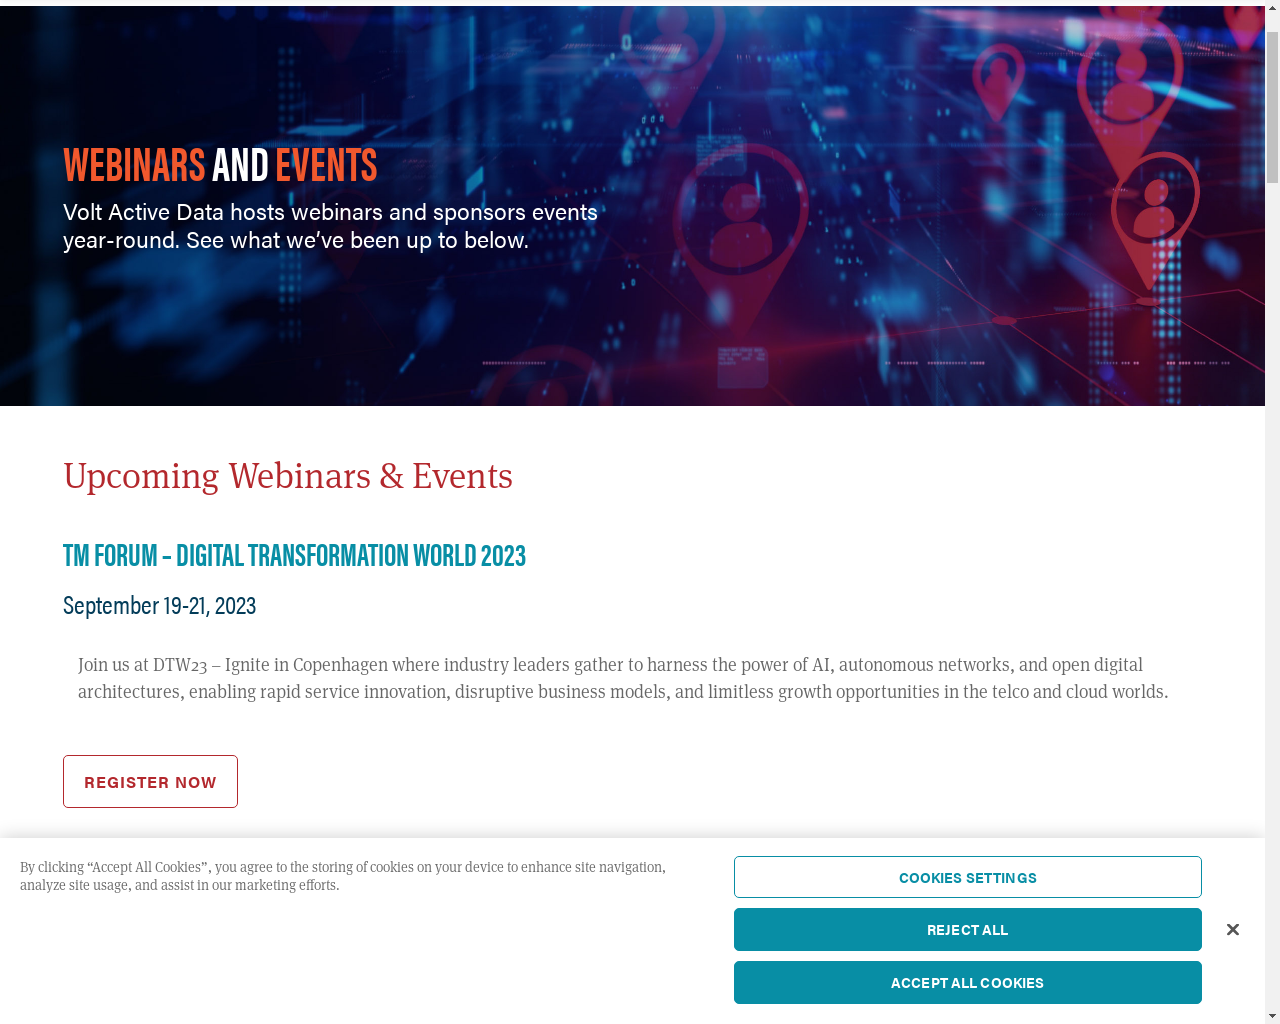 WEBINARS AND EVENTS
Volt Active Data hosts webinars and sponsors events
year-round. See what we’ve been up to below.
Upcoming Webinars & Events
TM FORUM – DIGITAL TRANSFORMATION WORLD 2023
September 19-21, 2023
Join us at DTW23 – Ignite in Copenhagen where industry leaders gather to harness the power of AI, autonomous networks, and open digital
architectures, enabling rapid service innovation, disruptive business models, and limitless growth opportunities in the telco and cloud worlds.
REGISTER NOW
By clicking “Accept All Cookies”, you agree to the storing of cookies on your device to enhance site navigation,
analyze site usage, and assist in our marketing efforts.
COOKIES SETTINGS
REJECT ALL
ACCEPT ALL COOKIES